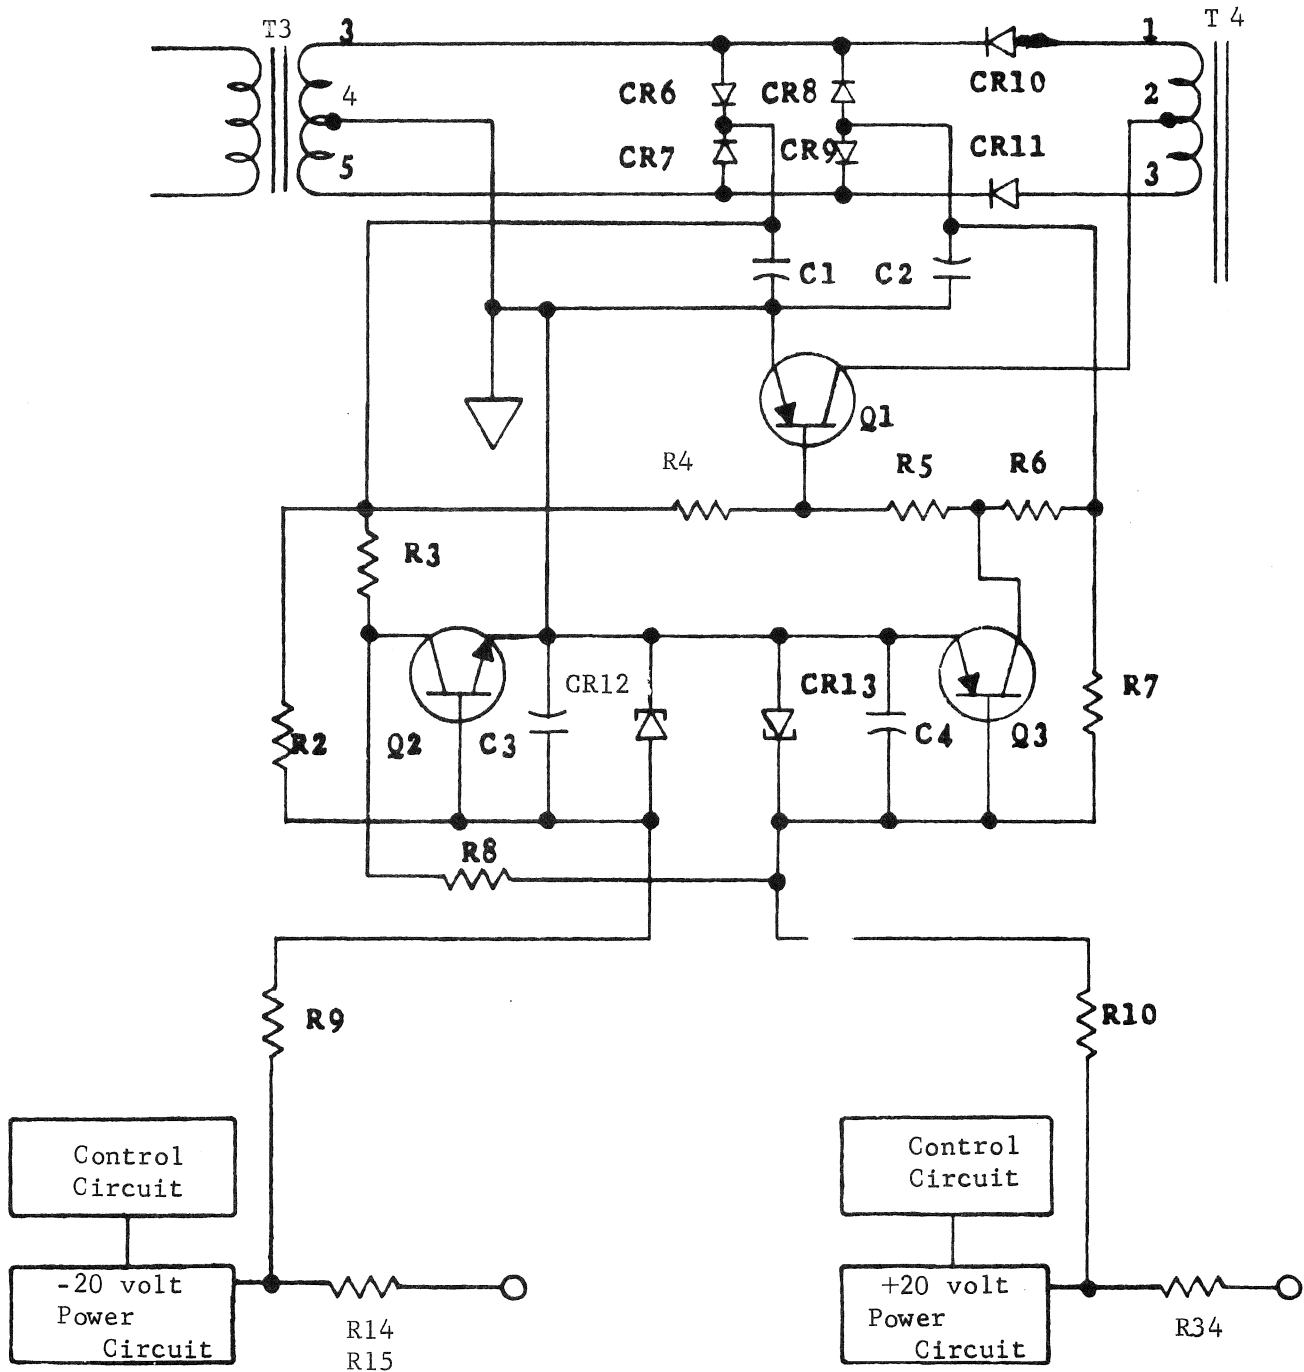 T3
3
T 4
1
CR10
CR6
CR8
4
2
CR7
CR9
CR11
5
3
C1
C2
Q1
R4
R5
R6
R3
CR12
CR13
R7
R2
Q2
C3
C4
Q3
R8
R9
R10
Control
Circuit
Control
Circuit
-20 volt
Power
Circuit
R14
R15
+20 volt
Power
Circuit
R34